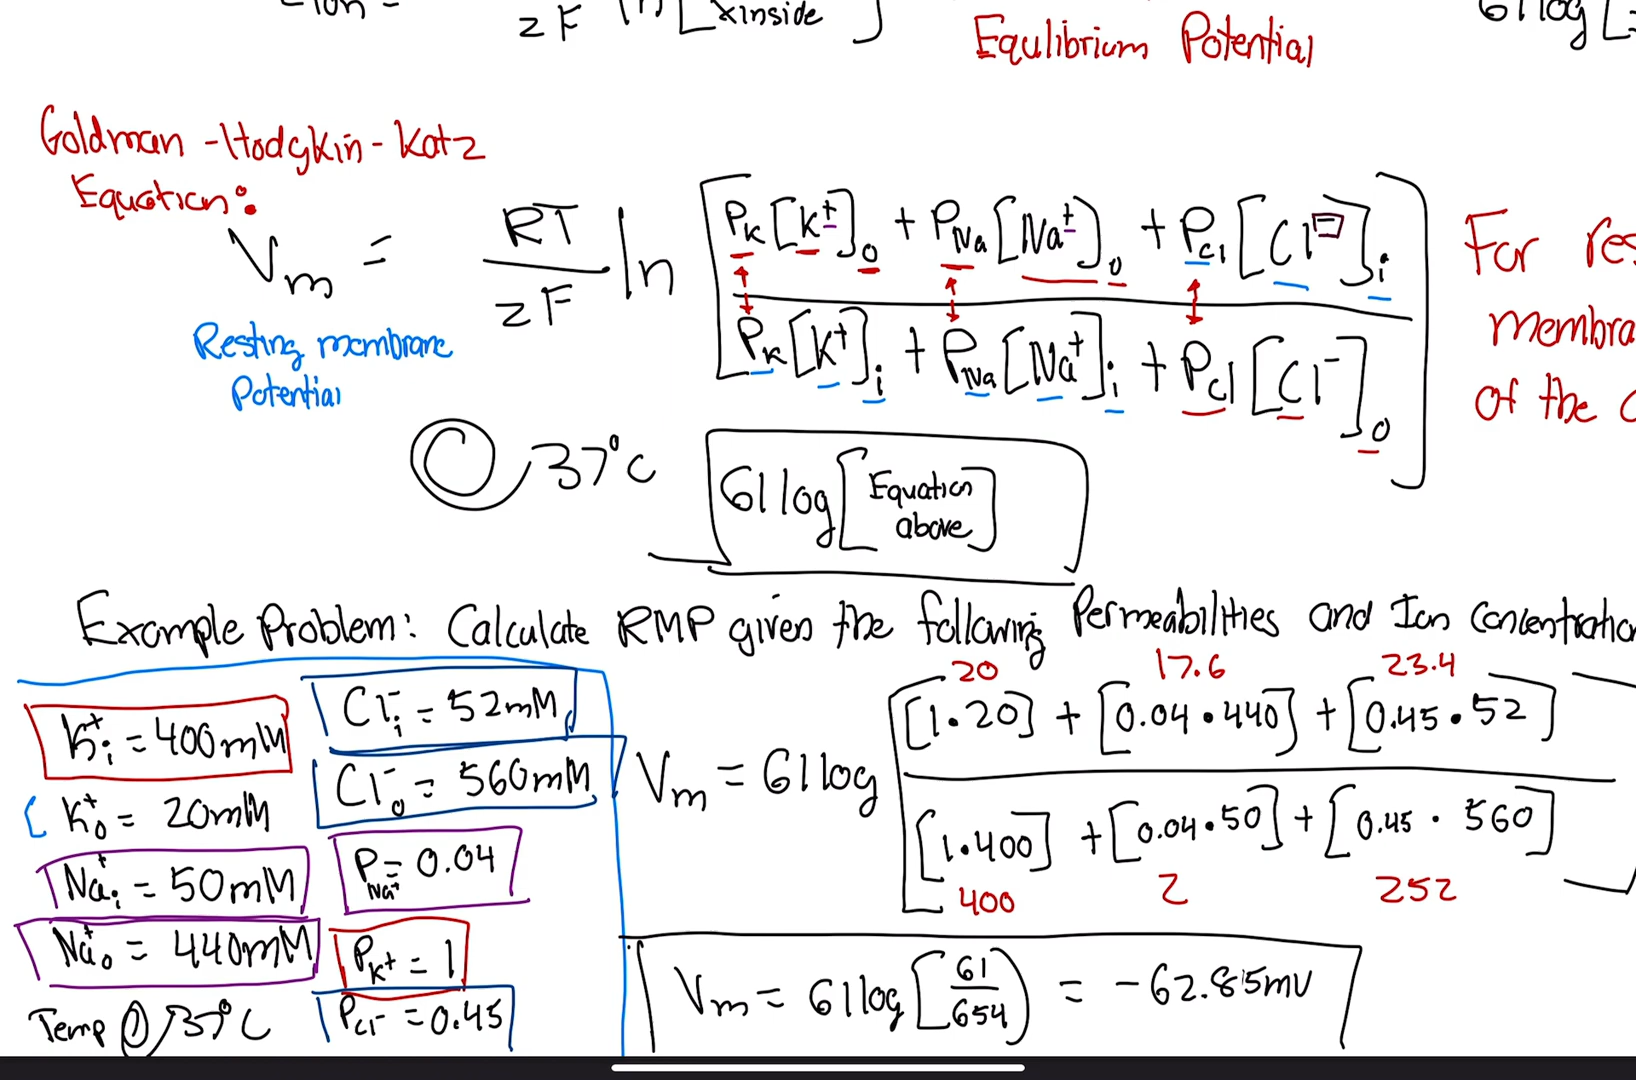 zF ln [ xinside ]
61 log [
Equlibrium Potential
Goldman - Hodgkin - Katz
Equation:
Vm = RT/zF ln [ (PK[K+]o + PNa[Na+]o + PCl[Cl-]i) / (PK[K+]i + PNa[Na+]i + PCl[Cl-]o) ]
For res
membra
of the
Resting membrane
Potential
@ 37°C 61 log [Equation above]
Example Problem: Calculate RMP given the following Permeabilities and Ion Concentration
K+i = 400mM
K+o = 20mM
Na+i = 50mM
Na+o = 440mM
Temp @ 37°C
Cl-i = 52mM
Cl-o = 560mM
PNa+ = 0.04
PK+ = 1
PCl- = 0.45
20 17.6 23.4
Vm = 61 log [ ([1·20] + [0.04·440] + [0.45·52]) / ([1·400] + [0.04·50] + [0.45·560]) ]
400 2 252
Vm = 61 log [61/654] = -62.85mV